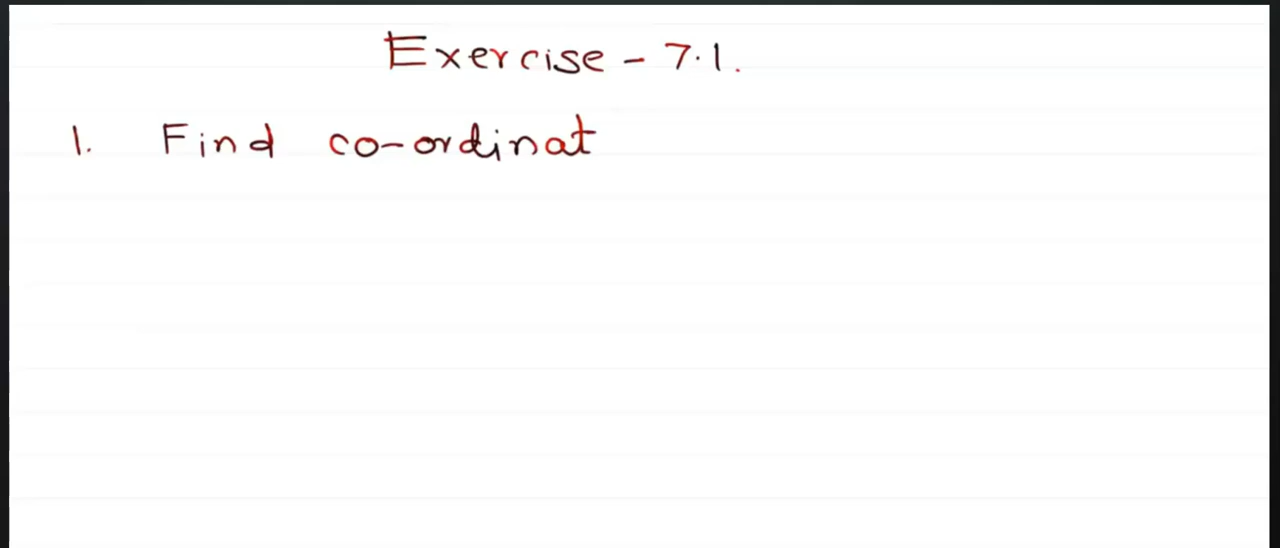 Exercise - 7.1.
1. Find co-ordinat